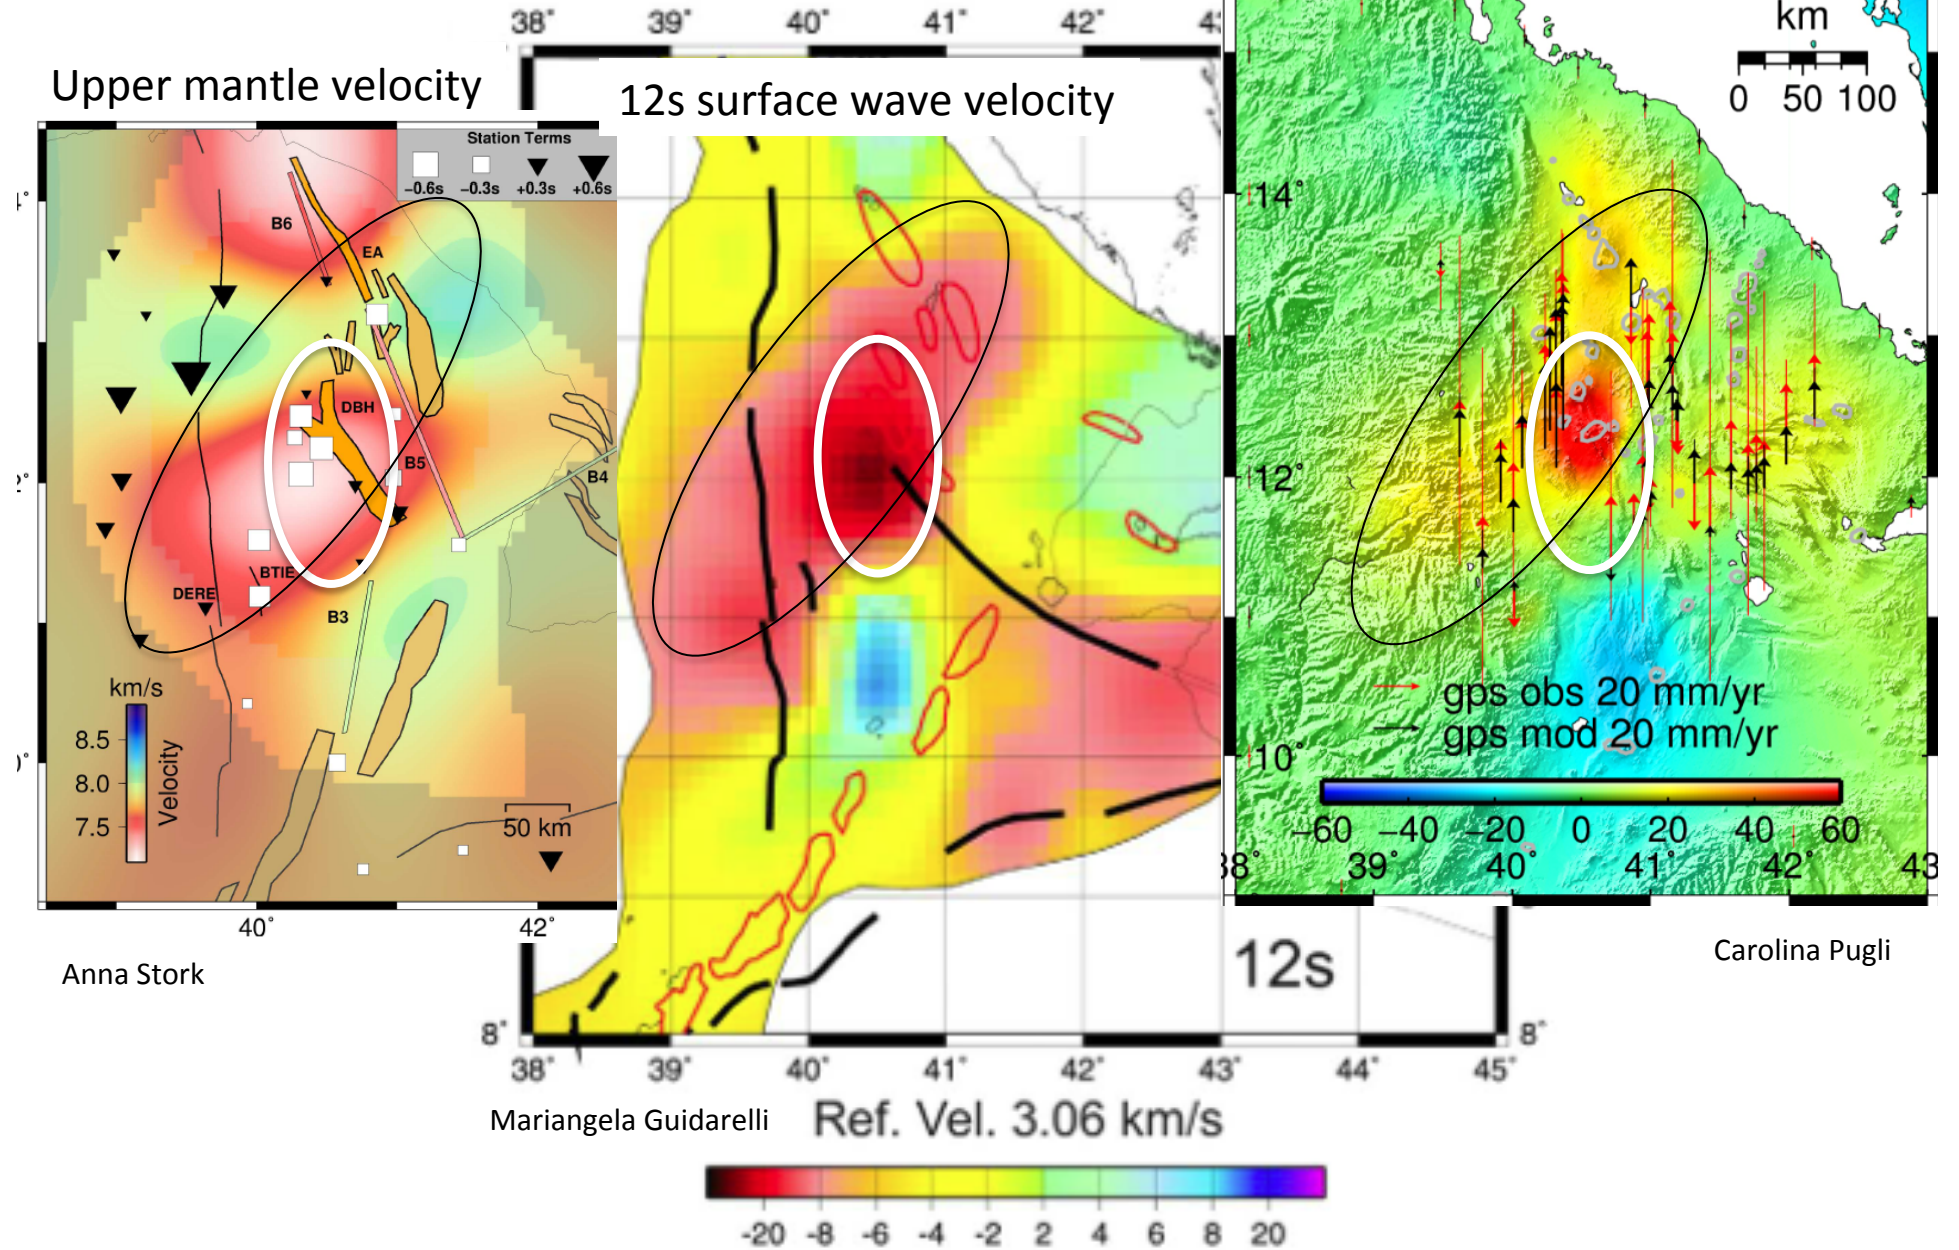 Upper mantle velocity
Station Terms
−0.6s −0.3s +0.3s +0.6s
B6
EA
DBH
B5
B4
BTIE
DERE
B3
km/s
8.5
8.0
7.5
Velocity
50 km
40° 42°
Anna Stork
38° 39° 40° 41° 42°
12s surface wave velocity
12s
8° 8°
38° 39° 40° 41° 42° 43° 44° 45°
Mariangela Guidarelli
Ref. Vel. 3.06 km/s
-20 -8 -6 -4 -2 2 4 6 8 20
km
0 50 100
14°
12°
gps obs 20 mm/yr
gps mod 20 mm/yr
10°
−60 −40 −20 0 20 40 60
38° 39° 40° 41° 42° 43
Carolina Pugli